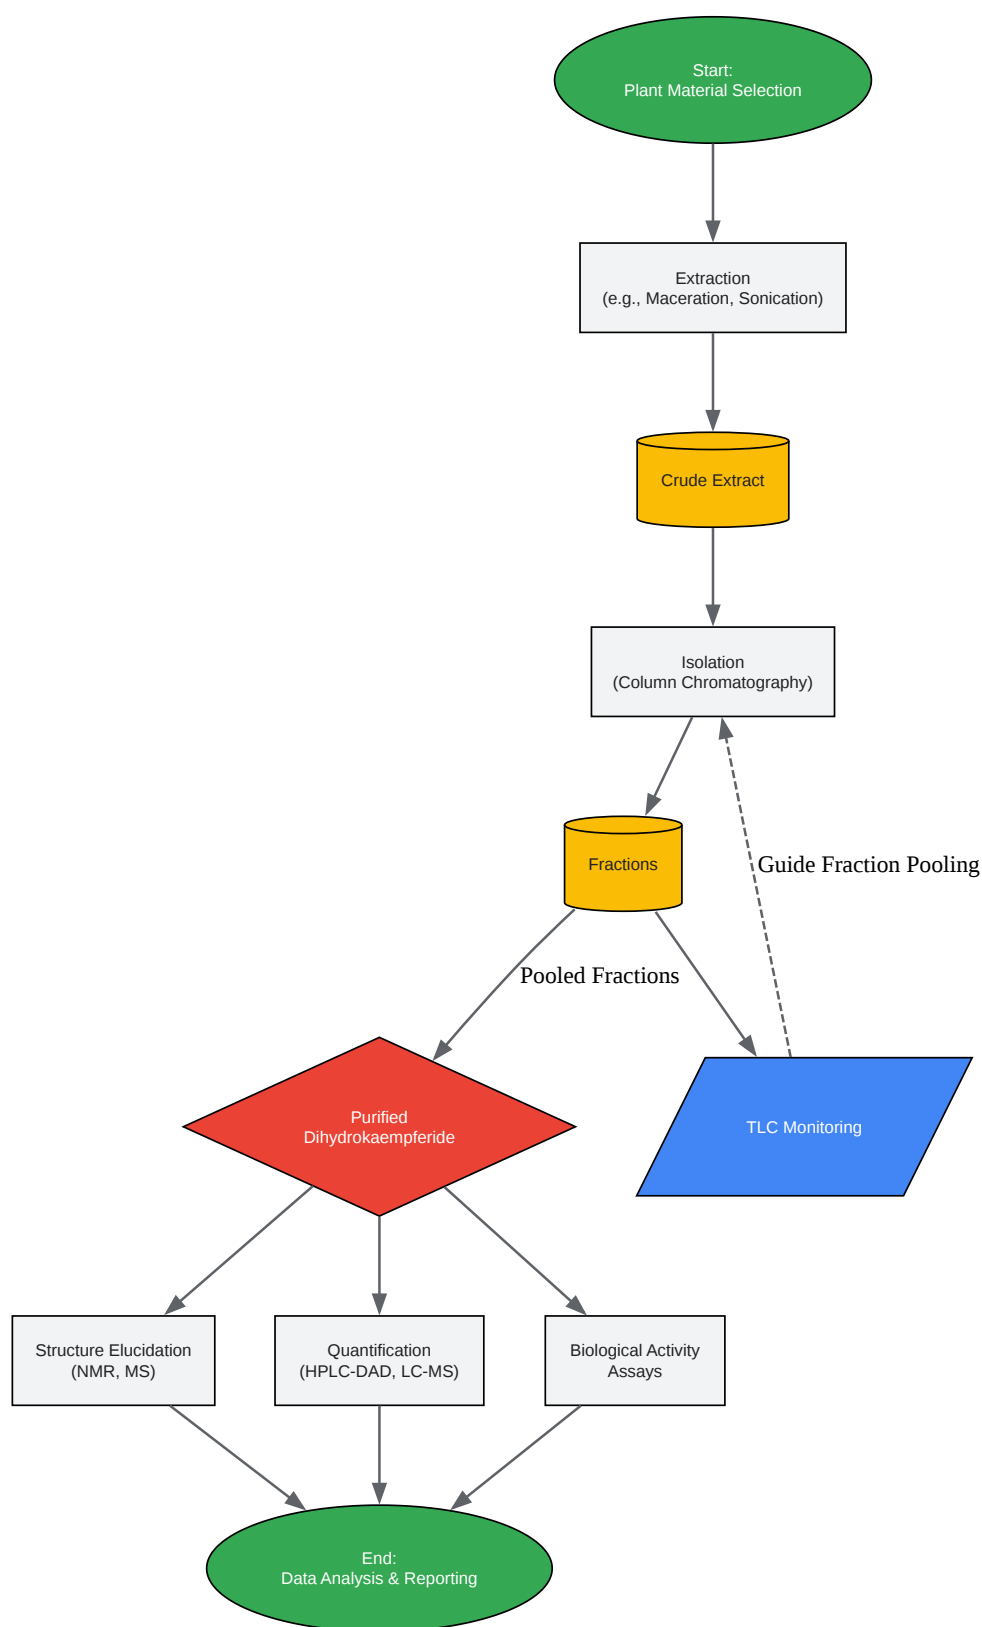 Start:
Plant Material Selection
Extraction
(e.g., Maceration, Sonication)
Crude Extract
Isolation
(Column Chromatography)
Fractions
Guide Fraction Pooling
Pooled Fractions
Purified
Dihydrokaempferide
TLC Monitoring
Structure Elucidation
(NMR, MS)
Quantification
(HPLC-DAD, LC-MS)
Biological Activity
Assays
End:
Data Analysis & Reporting